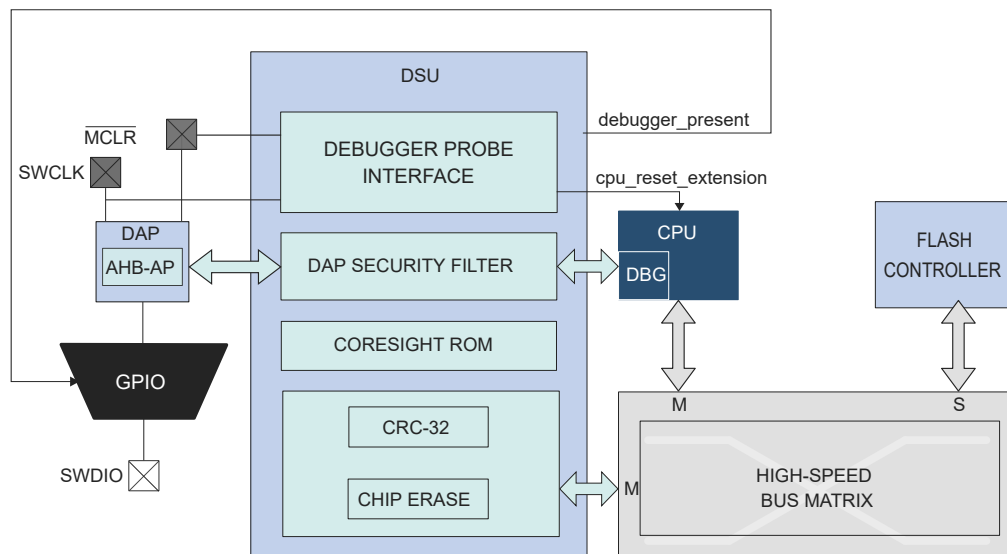 DSU
debugger_present
MCLR
DEBUGGER PROBE
INTERFACE
SWCLK
cpu_reset_extension
DAP
AHB-AP
DAP SECURITY FILTER
CPU
DBG
FLASH
CONTROLLER
CORESIGHT ROM
GPIO
M
S
CRC-32
SWDIO
CHIP ERASE
M
HIGH-SPEED
BUS MATRIX